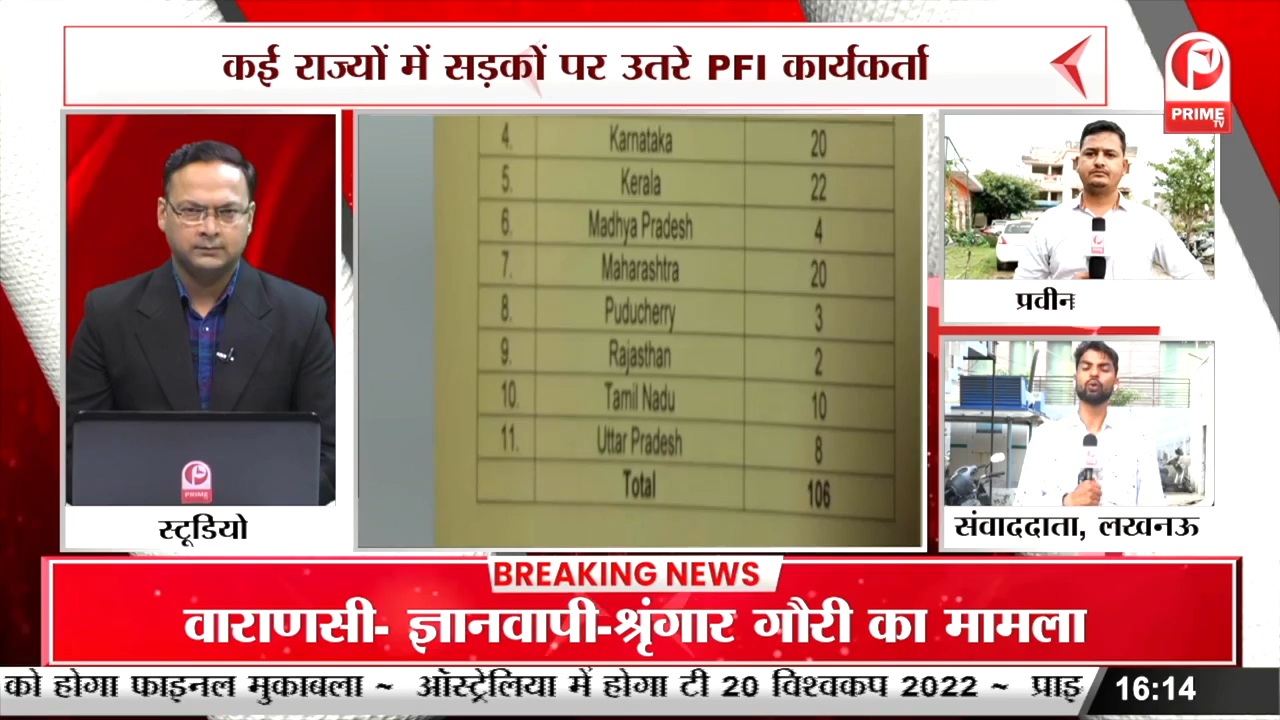 कई राज्यों में सड़कों पर उतरे PFI कार्यकर्ता
PRIME
TV
4. Karnataka 20
5. Kerala 22
6. Madhya Pradesh 4
7. Maharashtra 20
8. Puducherry 3
9. Rajasthan 2
10. Tamil Nadu 10
11. Uttar Pradesh 8
Total 106
PRIME
स्टूडियो
प्रवीन
संवाददाता, लखनऊ
BREAKING NEWS
वाराणसी- ज्ञानवापी-श्रृंगार गौरी का मामला
को होगा फाइनल मुकाबला ~ ऑस्ट्रेलिया में होगा टी 20 विश्वकप 2022 ~
16:14